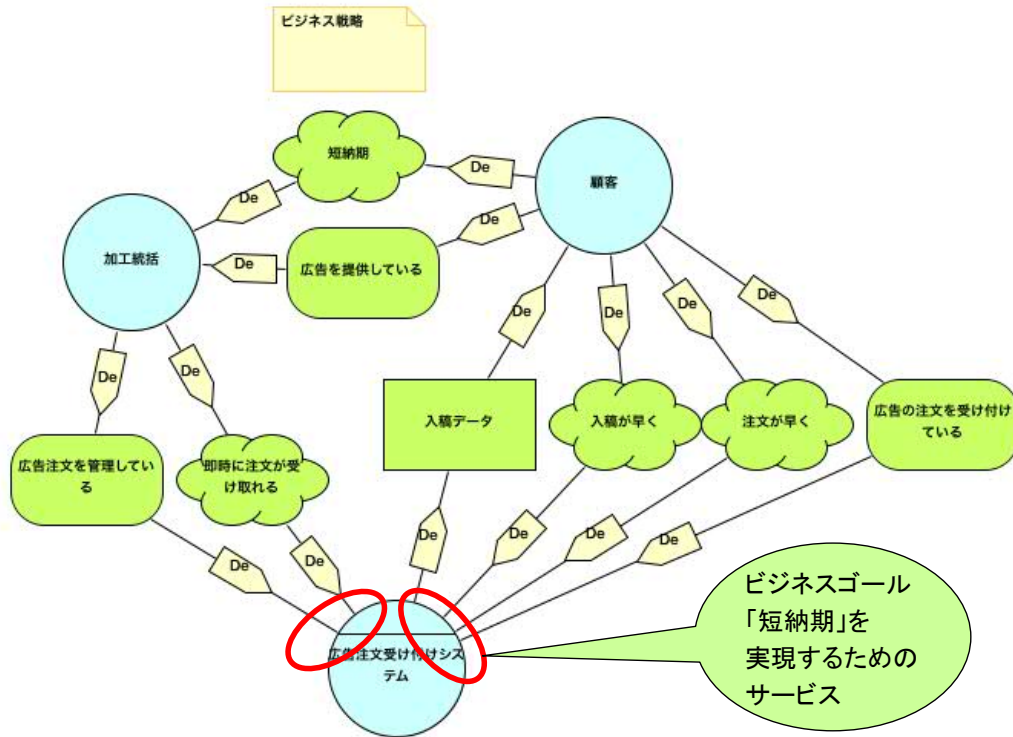 ビジネス戦略
短納期
De
De
顧客
加工統括
De
広告を提供している
De
De
De
De
De
De
De
入稿データ
入稿が早く
注文が早く
広告の注文を受け付け
ている
広告注文を管理してい
る
即時に注文が受
け取れる
De
De
De
De
De
De
広告注文受け付けシス
テム
ビジネスゴール
「短納期」を
実現するための
サービス